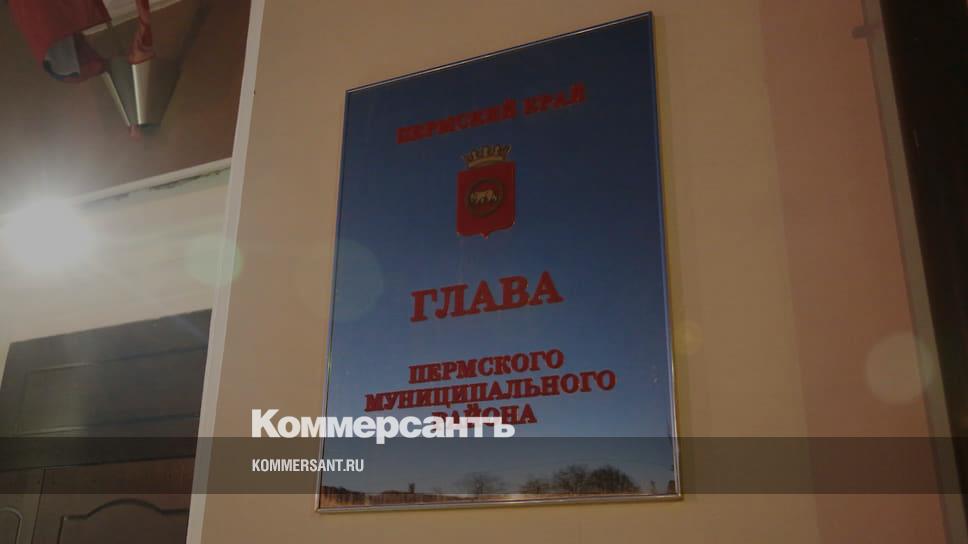 ПЕРМСКИЙ КРАЙ
ГЛАВА
ПЕРМСКОГО
МУНИЦИПАЛЬНОГО
РАЙОНА
Коммерсантъ
KOMMERSANT.RU